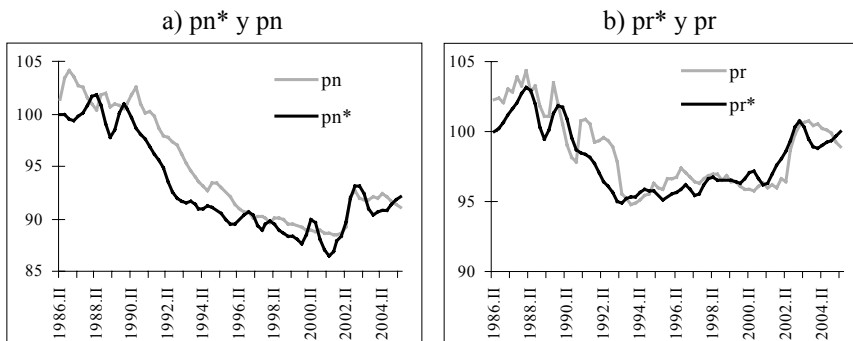 a) pn* y pn
105
100
95
90
85
pn
pn*
1986.II
1988.II
1990.II
1992.II
1994.II
1996.II
1998.II
2000.II
2002.II
2004.II
b) pr* y pr
105
100
95
90
pr
pr*
1986.II
1988.II
1990.II
1992.II
1994.II
1996.II
1998.II
2000.II
2002.II
2004.II